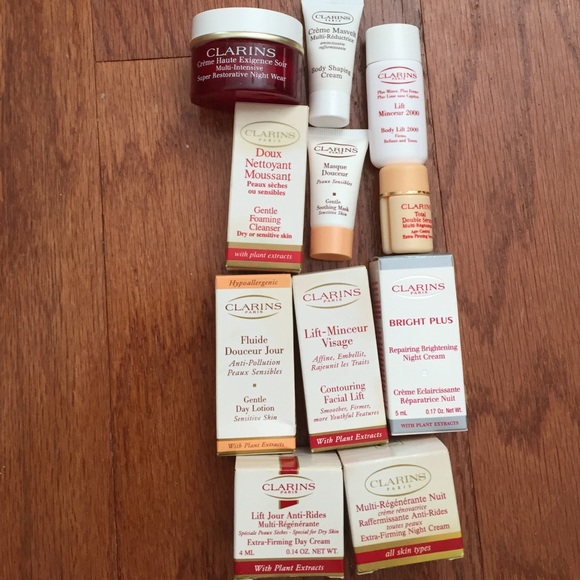 CLARINS
Crème Haute Exigence Soir
Multi-Intensive
Super Restorative Night Wear
CLARINS
Crème Masvelt
Multi-Réductrice
Body Shaping
Cream
CLARINS
Lift
Minceur 2000
Body Lift 2000
Firms,
Refines and Tones
CLARINS
PARIS
Doux
Nettoyant
Moussant
Peaux sèches
ou sensibles
Gentle
Foaming
Cleanser
Dry or sensitive skin
with plant extracts
CLARINS
PARIS
Masque
Douceur
Peaux Sensibles
Gentle
Soothing Mask
Sensitive Skin
CLARINS
Total
Double Serum
Hypoallergenic
CLARINS
PARIS
Fluide
Douceur Jour
Anti-Pollution
Peaux Sensibles
Gentle
Day Lotion
Sensitive Skin
With Plant Extracts
CLARINS
PARIS
Lift-Minceur
Visage
Affine, Embellit,
Rajeunit les Traits
Contouring
Facial Lift
Smoother, Firmer,
more Youthful Features
With Plant Extracts
CLARINS
PARIS
BRIGHT PLUS
Repairing Brightening
Night Cream
Crème Eclaircissante
Réparatrice Nuit
5 mL 0.17 Oz. Net Wt.
WITH PLANT EXTRACTS
CLARINS
PARIS
Lift Jour Anti-Rides
Multi-Régénérante
Spéciale Peaux Sèches - Special for Dry Skin
Extra-Firming Day Cream
4 ML 0.14 OZ. NET WT.
With Plant Extracts
CLARINS
PARIS
Multi-Régénérante Nuit
crème rénovatrice
Raffermissante Anti-Rides
toutes peaux
Extra-Firming Night Cream
all skin types